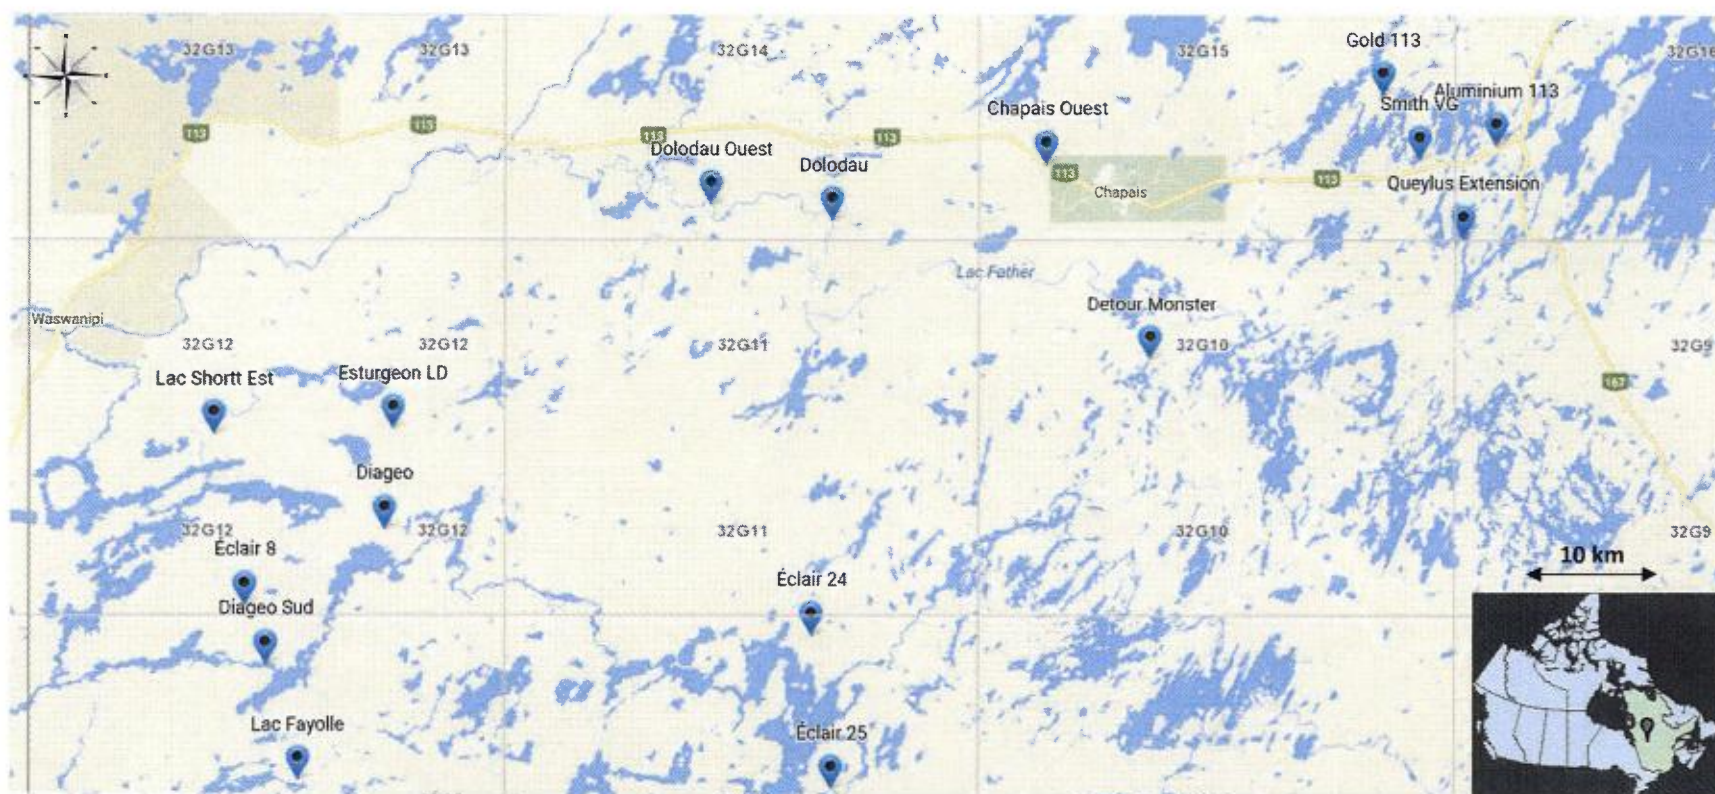 Gold 113
32G13
32G13
32G14
32G15
32G16
Aluminium 113
Smith VG
Chapais Ouest
113
113
113
113
Dolodau Ouest
Dolodau
113
Chapais
113
Queylus Extension
Lac Father
Detour Monster
Waswanipi
32G12
32G12
32G11
32G10
32G9
Lac Shortt Est
Esturgeon LD
167
Diageo
32G12
32G12
32G11
32G10
32G9
Éclair 8
10 km
Éclair 24
Diageo Sud
Lac Fayolle
Éclair 25